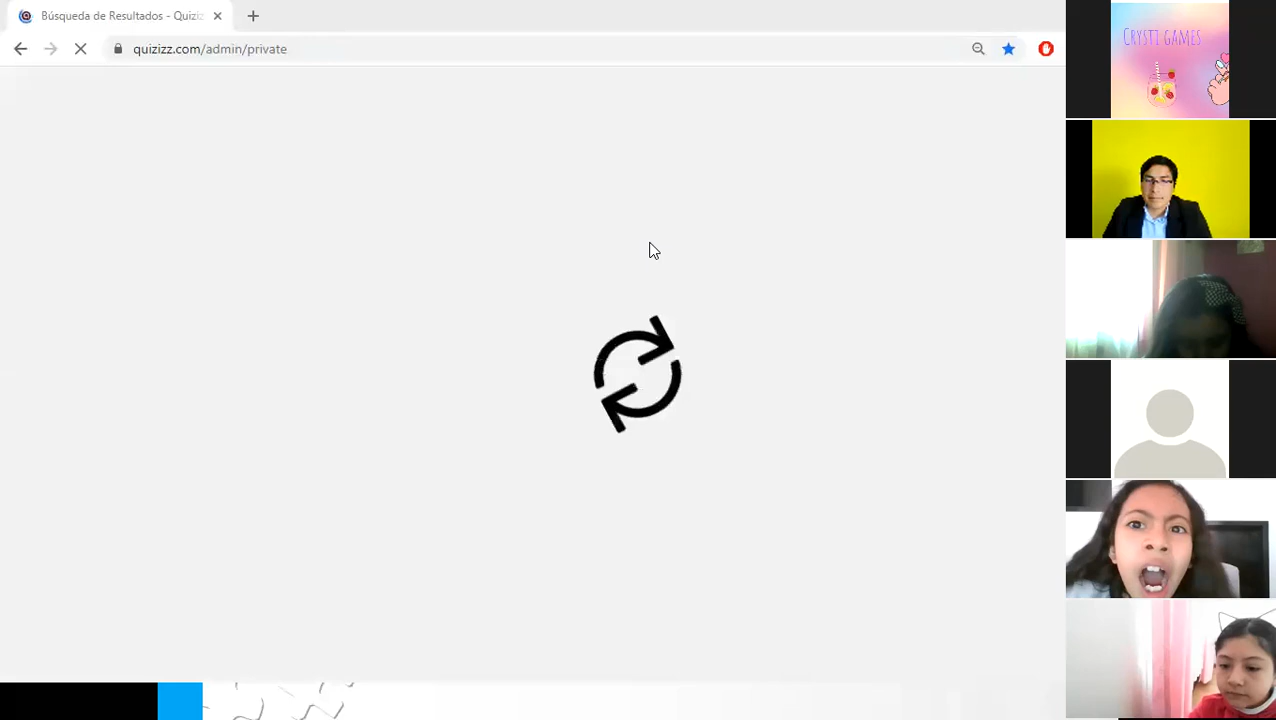 Búsqueda de Resultados - Quiziz
quizizz.com/admin/private
CRYSTI GAMES